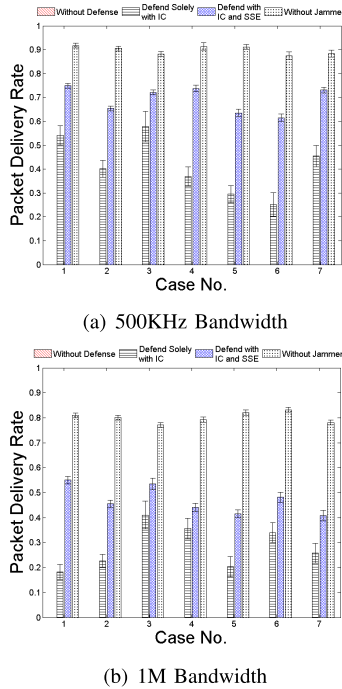 Without Defense Defend Solely with IC Defend with IC and SSE Without Jammer
1
0.9
0.8
0.7
0.6
0.5
0.4
0.3
0.2
0.1
0
Packet Delivery Rate
1 2 3 4 5 6 7
Case No.
(a) 500KHz Bandwidth
Without Defense Defend Solely with IC Defend with IC and SSE Without Jammer
1
0.9
0.8
0.7
0.6
0.5
0.4
0.3
0.2
0.1
0
Packet Delivery Rate
1 2 3 4 5 6 7
Case No.
(b) 1M Bandwidth